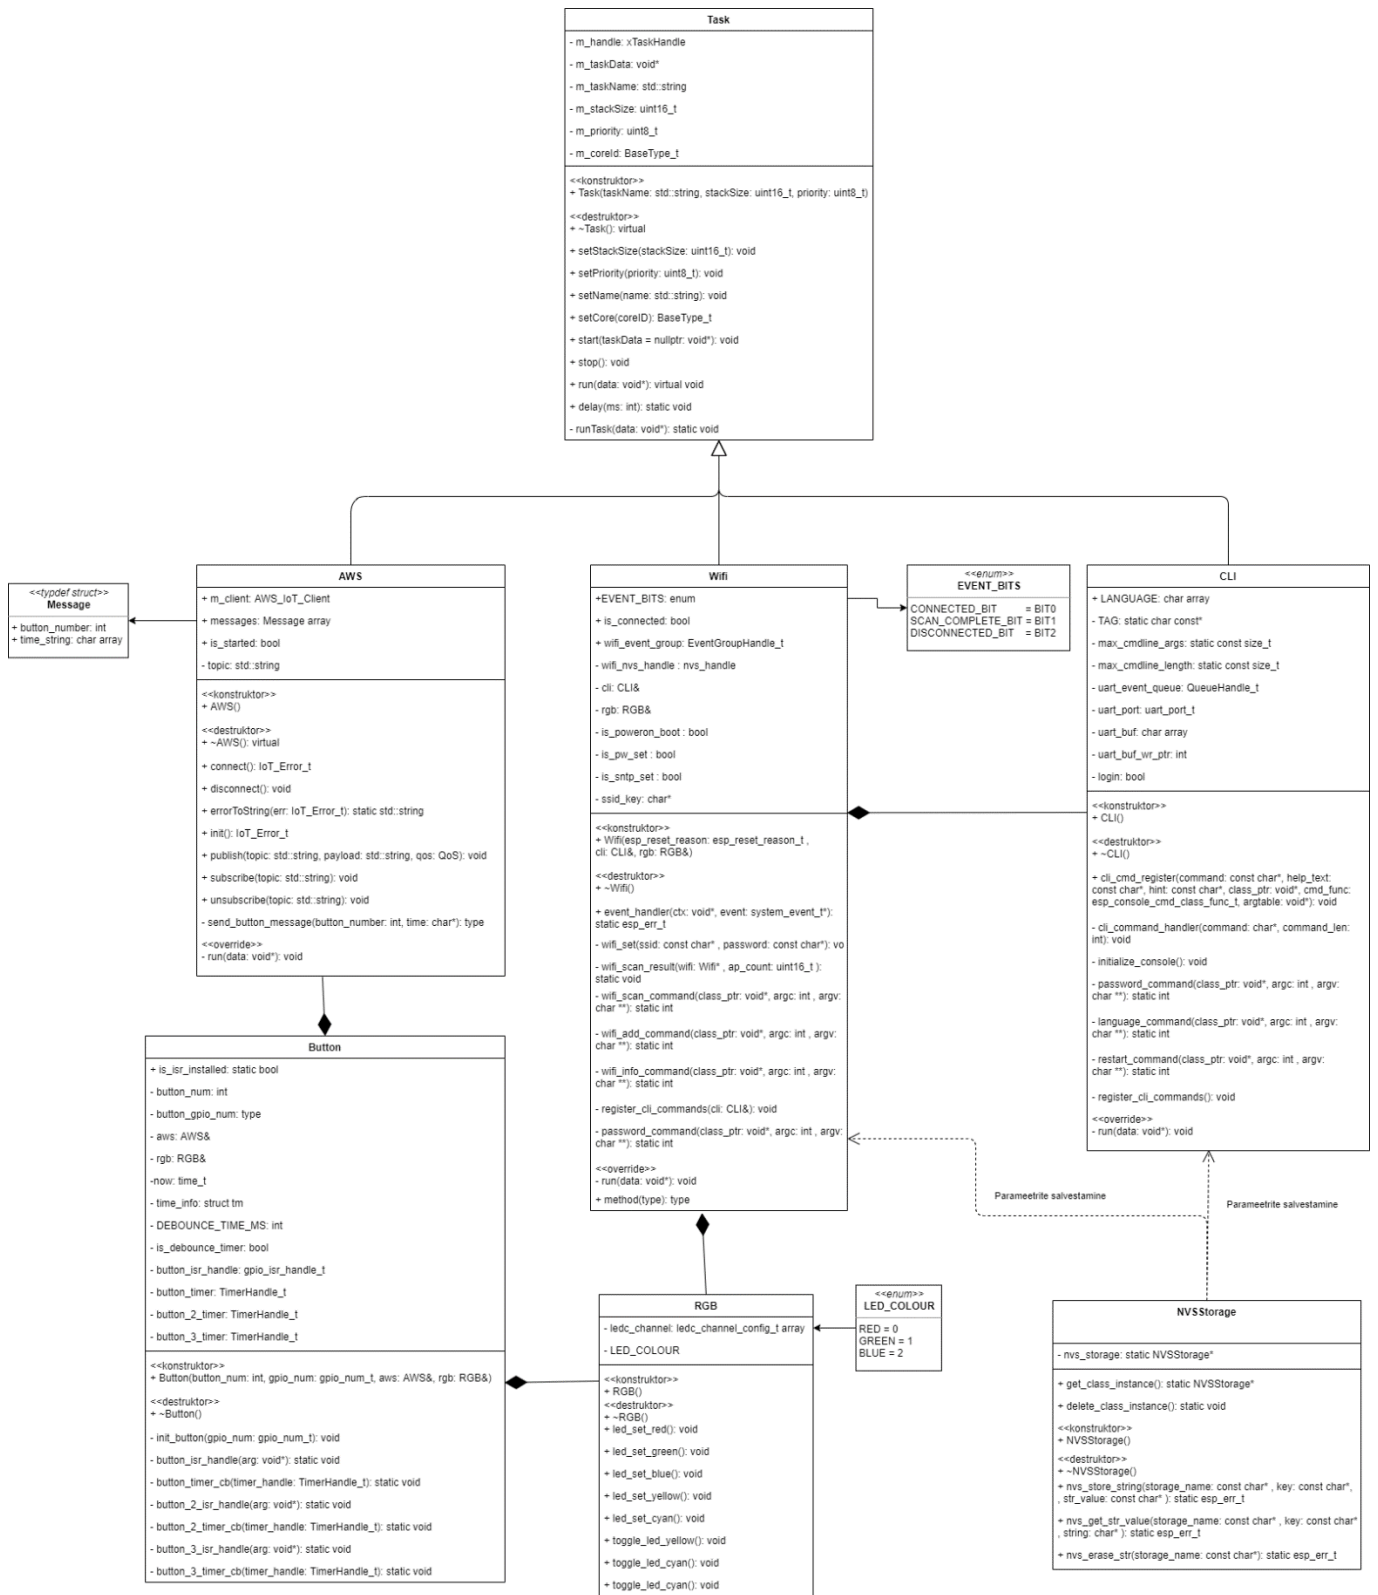 Task
- m_handle: xTaskHandle
- m_taskData: void*
- m_taskName: std::string
- m_stackSize: uint16_t
- m_priority: uint8_t
- m_coreId: BaseType_t
<<konstruktor>>
+ Task(taskName: std::string, stackSize: uint16_t, priority: uint8_t)
<<destruktor>>
+ ~Task(): virtual
+ setStackSize(stackSize: uint16_t): void
+ setPriority(priority: uint8_t): void
+ setName(name: std::string): void
+ setCore(coreID): BaseType_t
+ start(taskData = nullptr: void*): void
+ stop(): void
+ run(data: void*): virtual void
+ delay(ms: int): static void
- runTask(data: void*): static void
<<typdef struct>>
Message
+ button_number: int
+ time_string: char array
AWS
+ m_client: AWS_IoT_Client
+ messages: Message array
+ is_started: bool
- topic: std::string
<<konstruktor>>
+ AWS()
<<destruktor>>
+ ~AWS(): virtual
+ connect(): IoT_Error_t
+ disconnect(): void
+ errorToString(err: IoT_Error_t): static std::string
+ init(): IoT_Error_t
+ publish(topic: std::string, payload: std::string, qos: QoS): void
+ subscribe(topic: std::string): void
+ unsubscribe(topic: std::string): void
- send_button_message(button_number: int, time: char*): type
<<override>>
- run(data: void*): void
Wifi
+EVENT_BITS: enum
+ is_connected: bool
+ wifi_event_group: EventGroupHandle_t
- wifi_nvs_handle : nvs_handle
- cli: CLI&
- rgb: RGB&
- is_poweron_boot : bool
- is_pw_set : bool
- is_sntp_set : bool
- ssid_key: char*
<<konstruktor>>
+ Wifi(esp_reset_reason: esp_reset_reason_t ,
cli: CLI&, rgb: RGB&)
<<destruktor>>
+ ~Wifi()
+ event_handler(ctx: void*, event: system_event_t*):
static esp_err_t
- wifi_set(ssid: const char* , password: const char*): vo
- wifi_scan_result(wifi: Wifi* , ap_count: uint16_t ):
static void
- wifi_scan_command(class_ptr: void*, argc: int , argv:
char **): static int
- wifi_add_command(class_ptr: void*, argc: int , argv:
char **): static int
- wifi_info_command(class_ptr: void*, argc: int , argv:
char **): static int
- register_cli_commands(cli: CLI&): void
- password_command(class_ptr: void*, argc: int , argv:
char **): static int
<<override>>
- run(data: void*): void
+ method(type): type
<<enum>>
EVENT_BITS
CONNECTED_BIT = BIT0
SCAN_COMPLETE_BIT = BIT1
DISCONNECTED_BIT = BIT2
CLI
+ LANGUAGE: char array
- TAG: static char const*
- max_cmdline_args: static const size_t
- max_cmdline_length: static const size_t
- uart_event_queue: QueueHandle_t
- uart_port: uart_port_t
- uart_buf: char array
- uart_buf_wr_ptr: int
- login: bool
<<konstruktor>>
+ CLI()
<<destruktor>>
+ ~CLI()
+ cli_cmd_register(command: const char*, help_text:
const char*, hint: const char*, class_ptr: void*, cmd_func:
esp_console_cmd_class_func_t, argtable: void*): void
- cli_command_handler(command: char*, command_len:
int): void
- initialize_console(): void
- password_command(class_ptr: void*, argc: int , argv:
char **): static int
- language_command(class_ptr: void*, argc: int , argv:
char **): static int
- restart_command(class_ptr: void*, argc: int , argv:
char **): static int
- register_cli_commands(): void
<<override>>
- run(data: void*): void
Button
+ is_isr_installed: static bool
- button_num: int
- button_gpio_num: type
- aws: AWS&
- rgb: RGB&
-now: time_t
- time_info: struct tm
- DEBOUNCE_TIME_MS: int
- is_debounce_timer: bool
- button_isr_handle: gpio_isr_handle_t
- button_timer: TimerHandle_t
- button_2_timer: TimerHandle_t
- button_3_timer: TimerHandle_t
<<konstruktor>>
+ Button(button_num: int, gpio_num: gpio_num_t, aws: AWS&, rgb: RGB&)
<<destruktor>>
+ ~Button()
- init_button(gpio_num: gpio_num_t): void
- button_isr_handle(arg: void*): static void
- button_timer_cb(timer_handle: TimerHandle_t): static void
- button_2_isr_handle(arg: void*): static void
- button_2_timer_cb(timer_handle: TimerHandle_t): static void
- button_3_isr_handle(arg: void*): static void
- button_3_timer_cb(timer_handle: TimerHandle_t): static void
Parameetrite salvestamine
Parameetrite salvestamine
RGB
- ledc_channel: ledc_channel_config_t array
- LED_COLOUR
<<konstruktor>>
+ RGB()
<<destruktor>>
+ ~RGB()
+ led_set_red(): void
+ led_set_green(): void
+ led_set_blue(): void
+ led_set_yellow(): void
+ led_set_cyan(): void
+ toggle_led_yellow(): void
+ toggle_led_cyan(): void
+ toggle_led_cyan(): void
<<enum>>
LED_COLOUR
RED = 0
GREEN = 1
BLUE = 2
NVSStorage
- nvs_storage: static NVSStorage*
+ get_class_instance(): static NVSStorage*
+ delete_class_instance(): static void
<<konstruktor>>
+ NVSStorage()
<<destruktor>>
+ ~NVSStorage()
+ nvs_store_string(storage_name: const char* , key: const char*,
, str_value: const char* ): static esp_err_t
+ nvs_get_str_value(storage_name: const char* , key: const char*
, string: char* ): static esp_err_t
+ nvs_erase_str(storage_name: const char*): static esp_err_t